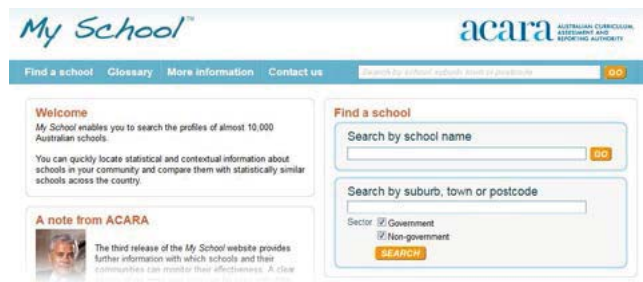 My School™
acara AUSTRALIAN CURRICULUM,
ASSESSMENT AND
REPORTING AUTHORITY
Find a school Glossary More information Contact us Search by school, suburb, town or postcode GO
Welcome
My School enables you to search the profiles of almost 10,000
Australian schools.
You can quickly locate statistical and contextual information about
schools in your community and compare them with statistically similar
schools across the country.
A note from ACARA
The third release of the My School website provides
further information with which schools and their
communities can monitor their effectiveness. A clear
Find a school
Search by school name
GO
Search by suburb, town or postcode
Sector Government
Non-government
SEARCH